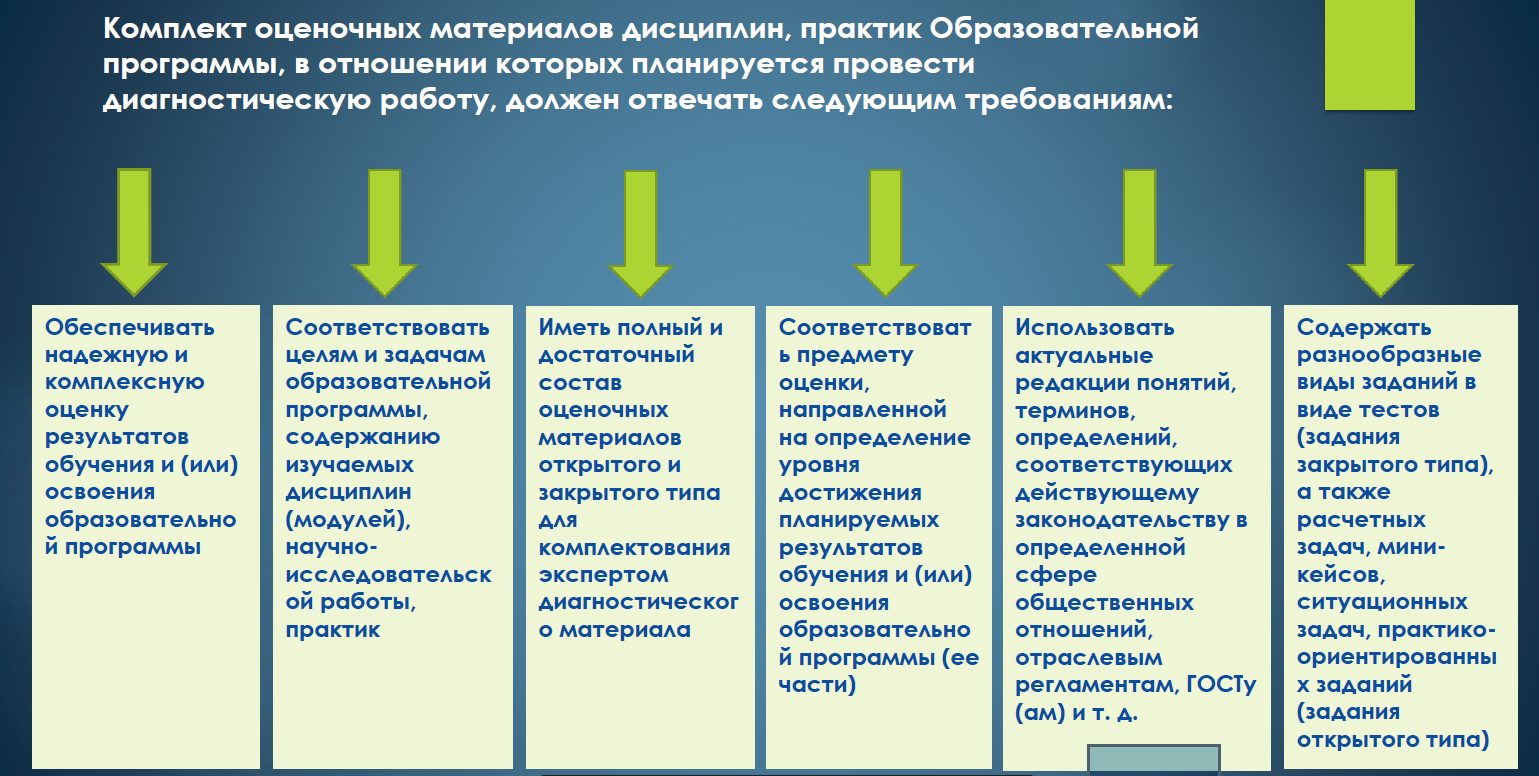 Комплект оценочных материалов дисциплин, практик Образовательной
программы, в отношении которых планируется провести
диагностическую работу, должен отвечать следующим требованиям:
Обеспечивать
надежную и
комплексную
оценку
результатов
обучения и (или)
освоения
образовательно
й программы
Соответствовать
целям и задачам
образовательной
программы,
содержанию
изучаемых
дисциплин
(модулей),
научно-
исследовательск
ой работы,
практик
Иметь полный и
достаточный
состав
оценочных
материалов
открытого и
закрытого типа
для
комплектования
экспертом
диагностическог
о материала
Соответствоват
ь предмету
оценки,
направленной
на определение
уровня
достижения
планируемых
результатов
обучения и (или)
освоения
образовательно
й программы (ее
части)
Использовать
актуальные
редакции понятий,
терминов,
определений,
соответствующих
действующему
законодательству в
определенной
сфере
общественных
отношений,
отраслевым
регламентам, ГОСТу
(ам) и т. д.
Содержать
разнообразные
виды заданий в
виде тестов
(задания
закрытого типа),
а также
расчетных
задач, мини-
кейсов,
ситуационных
задач, практико-
ориентированны
х заданий
(задания
открытого типа)